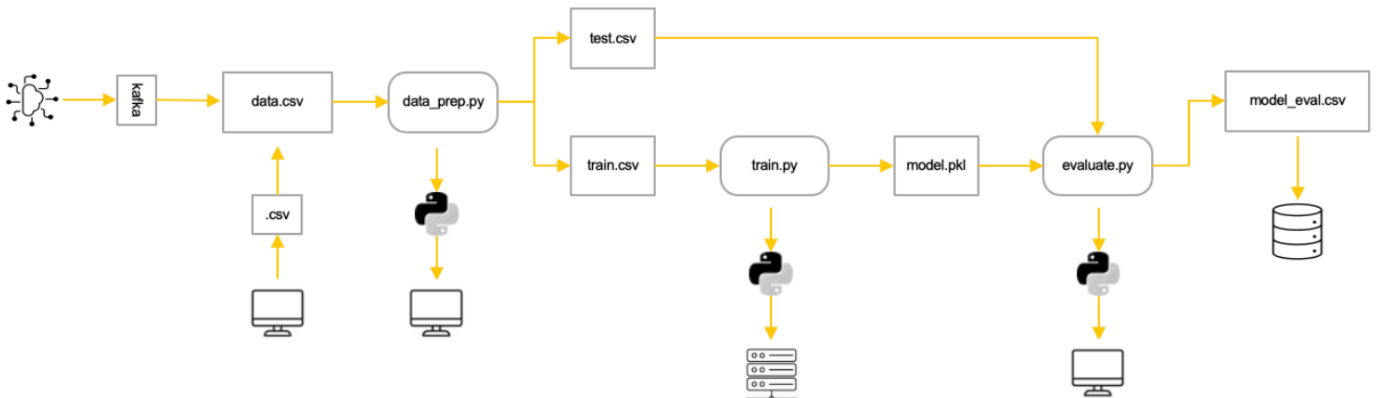 test.csv
kafka
data.csv
data_prep.py
model_eval.csv
train.csv
train.py
model.pkl
evaluate.py
.csv